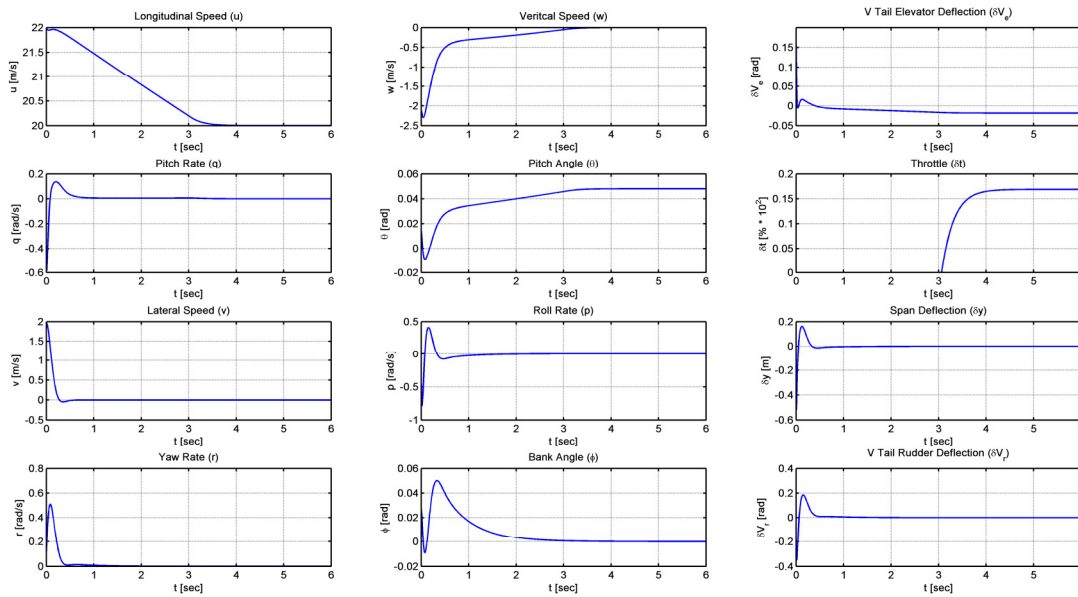 Longitudinal Speed (u)
22
21.5
21
20.5
20
u [m/s]
0 1 2 3 4 5 6
t [sec]
Veritcal Speed (w)
0
-0.5
-1
-1.5
-2
-2.5
w [m/s]
0 1 2 3 4 5 6
t [sec]
V Tail Elevator Deflection (δVₑ)
0.15
0.1
0.05
0
-0.05
δVₑ [rad]
0 1 2 3 4 5
t [sec]
Pitch Rate (q)
0.2
0
-0.2
-0.4
-0.6
q [rad/s]
0 1 2 3 4 5 6
t [sec]
Pitch Angle (θ)
0.06
0.04
0.02
0
-0.02
θ [rad]
0 1 2 3 4 5 6
t [sec]
Throttle (δt)
0.2
0.15
0.1
0.05
0
δt [% * 10⁻²]
0 1 2 3 4 5 6
t [sec]
Lateral Speed (v)
2
1.5
1
0.5
0
-0.5
v [m/s]
0 1 2 3 4 5 6
t [sec]
Roll Rate (p)
0.5
0
-0.5
-1
p [rad/s]
0 1 2 3 4 5 6
t [sec]
Span Deflection (δy)
0.2
0
-0.2
-0.4
-0.6
δy [m]
0 1 2 3 4 5
t [sec]
Yaw Rate (r)
0.8
0.6
0.4
0.2
0
r [rad/s]
0 1 2 3 4 5 6
t [sec]
Bank Angle (ϕ)
0.06
0.04
0.02
0
-0.02
ϕ [rad]
0 1 2 3 4 5 6
t [sec]
V Tail Rudder Deflection (δVᵣ)
0.4
0.2
0
-0.2
-0.4
δVᵣ [rad]
0 1 2 3 4 5
t [sec]